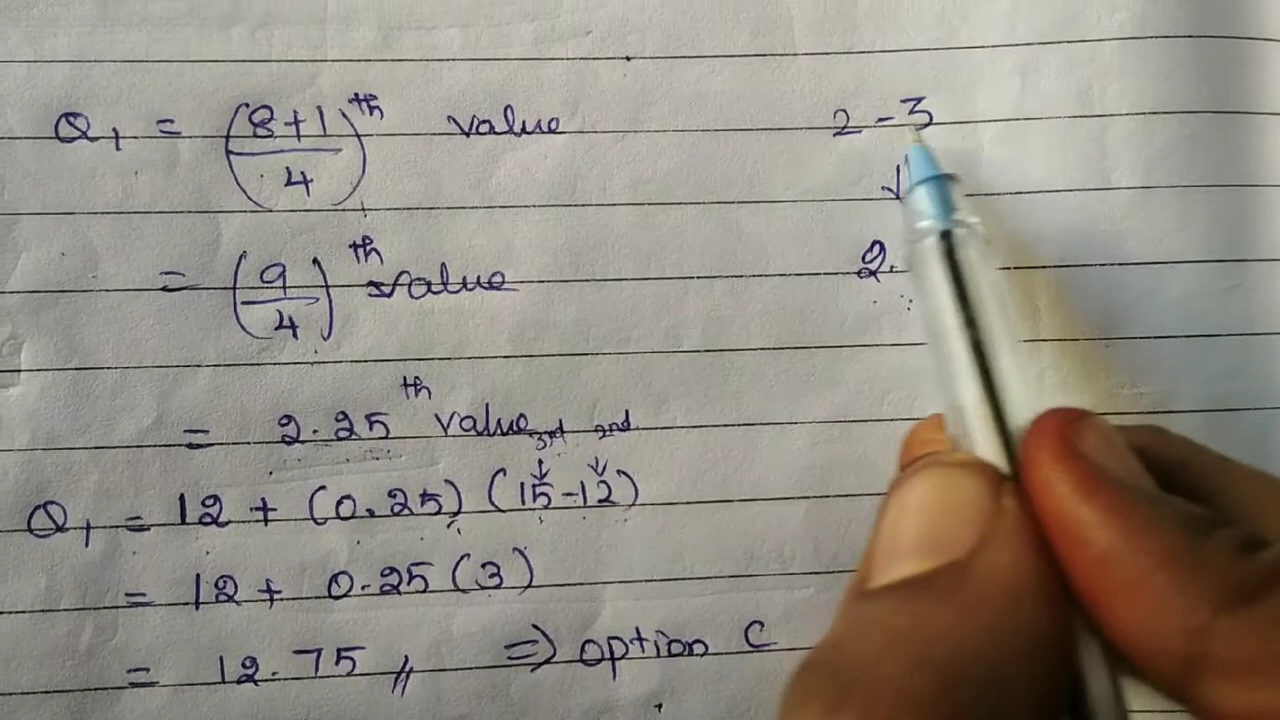 Q₁ = (8+1/4)ᵗʰ value
2 - 3
= (9/4)ᵗʰ value
2.
= 2.25ᵗʰ value
3rd 2nd
Q₁ = 12 + (0.25) (15-12)
= 12 + 0.25 (3)
= 12.75 ⇒ option C